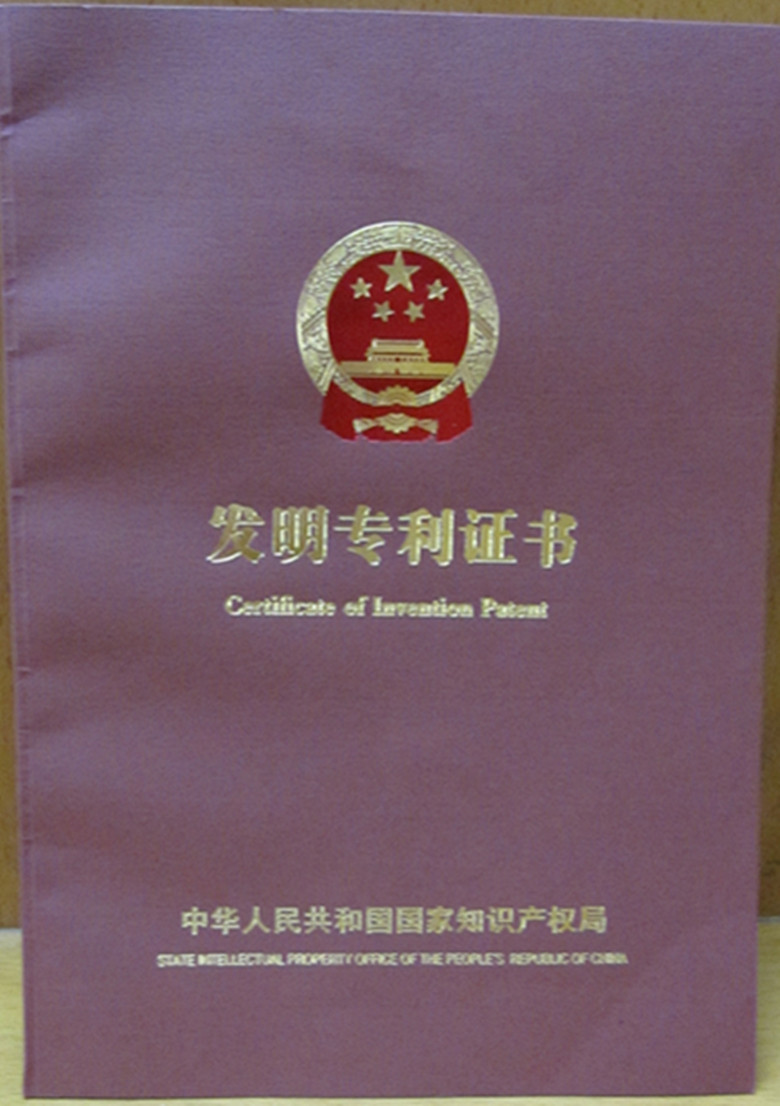 发明专利证书
Certificate of Invention Patent
中华人民共和国国家知识产权局
STATE INTELLECTUAL PROPERTY OFFICE OF THE PEOPLE'S REPUBLIC OF CHINA